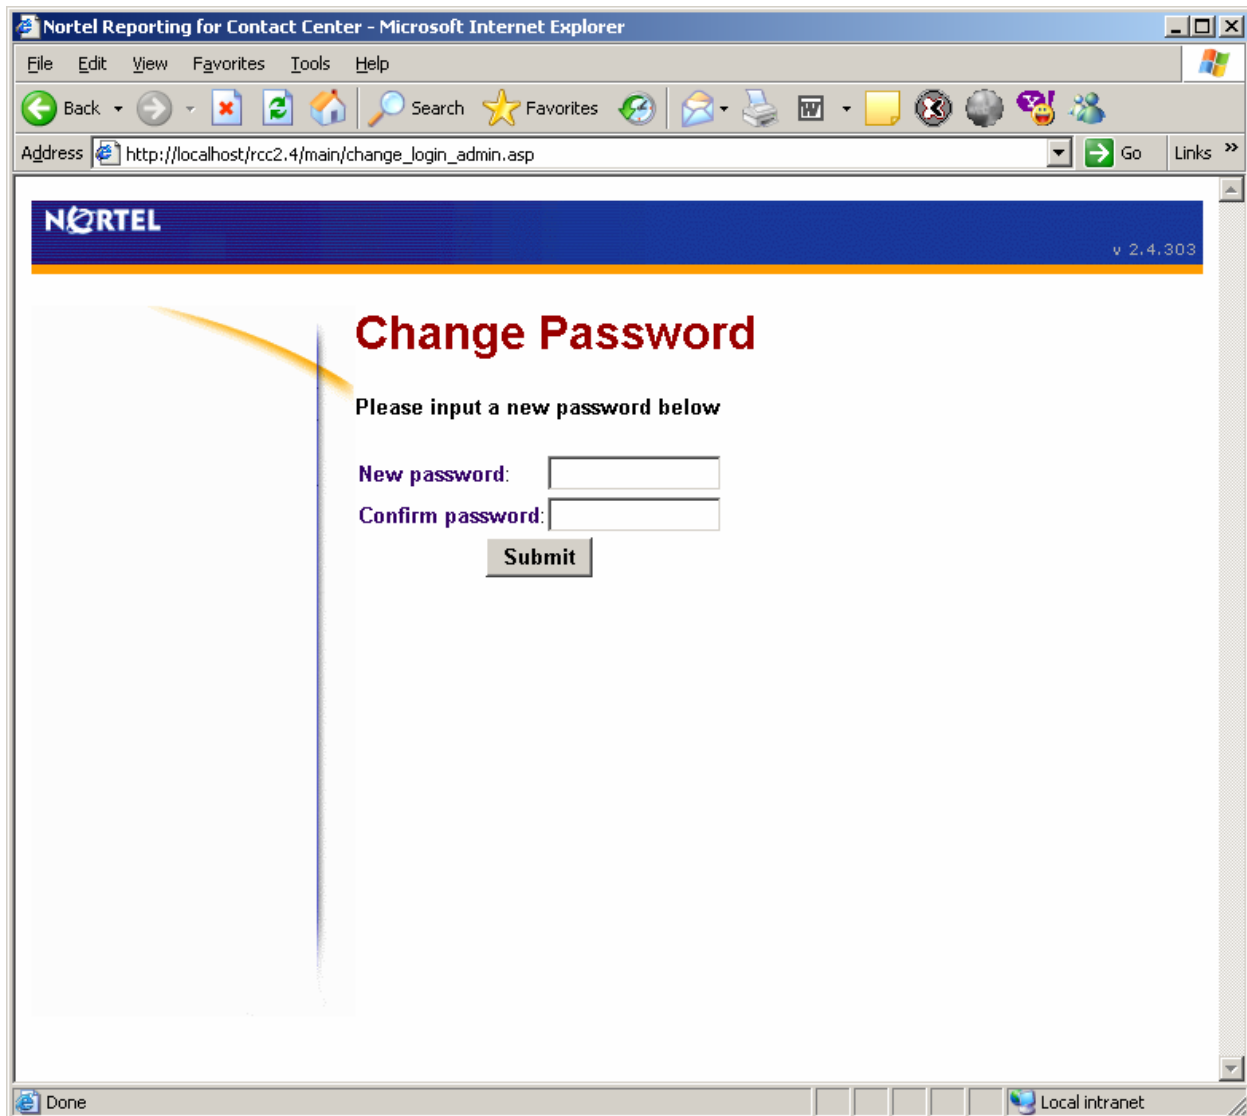 Nortel Reporting for Contact Center - Microsoft Internet Explorer
File Edit View Favorites Tools Help
Back Search Favorites
Address http://localhost/rcc2.4/main/change_login_admin.asp Go Links »
NORTEL
v 2.4.303
Change Password
Please input a new password below
New password:
Confirm password:
Submit
Done Local intranet